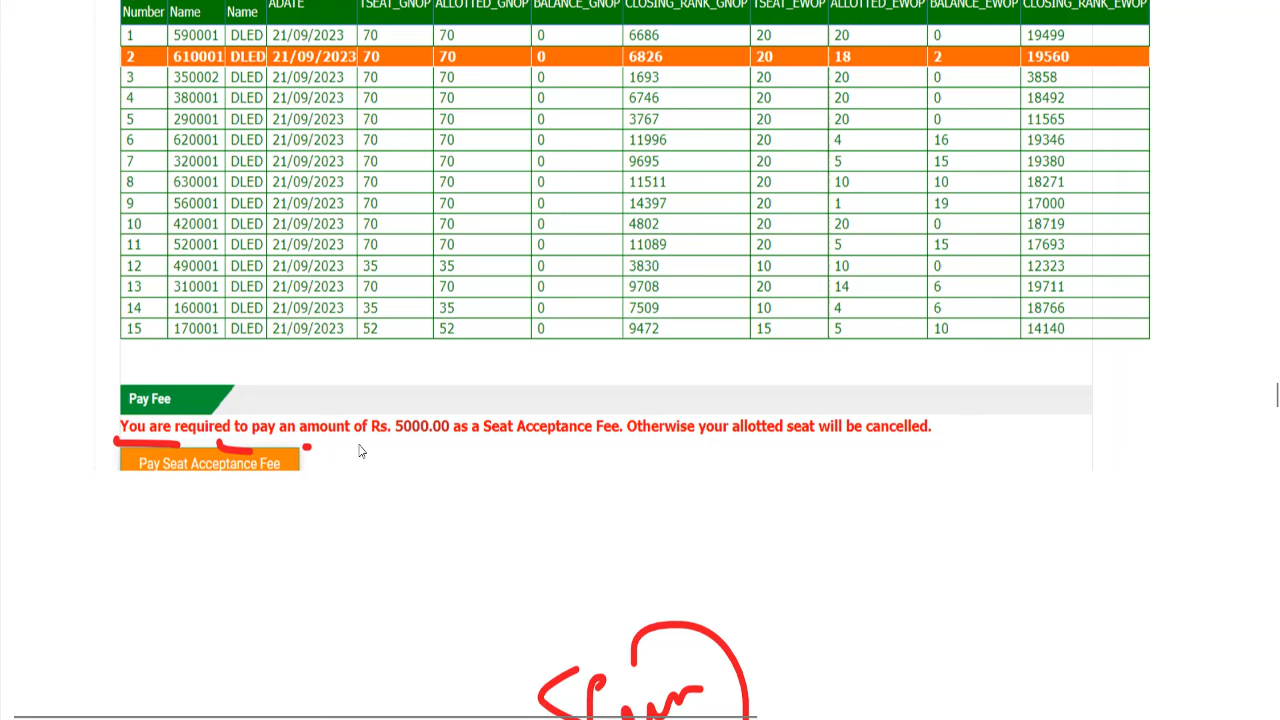 Number Name Name ADATE TSEAT_GNOP ALLOTTED_GNOP BALANCE_GNOP CLOSING_RANK_GNOP TSEAT_EWOP ALLOTTED_EWOP BALANCE_EWOP CLOSING_RANK_EWOP
1 590001 DLED 21/09/2023 70 70 0 6686 20 20 0 19499
2 610001 DLED 21/09/2023 70 70 0 6826 20 18 2 19560
3 350002 DLED 21/09/2023 70 70 0 1693 20 20 0 3858
4 380001 DLED 21/09/2023 70 70 0 6746 20 20 0 18492
5 290001 DLED 21/09/2023 70 70 0 3767 20 20 0 11565
6 620001 DLED 21/09/2023 70 70 0 11996 20 4 16 19346
7 320001 DLED 21/09/2023 70 70 0 9695 20 5 15 19380
8 630001 DLED 21/09/2023 70 70 0 11511 20 10 10 18271
9 560001 DLED 21/09/2023 70 70 0 14397 20 1 19 17000
10 420001 DLED 21/09/2023 70 70 0 4802 20 20 0 18719
11 520001 DLED 21/09/2023 70 70 0 11089 20 5 15 17693
12 490001 DLED 21/09/2023 35 35 0 3830 10 10 0 12323
13 310001 DLED 21/09/2023 70 70 0 9708 20 14 6 19711
14 160001 DLED 21/09/2023 35 35 0 7509 10 4 6 18766
15 170001 DLED 21/09/2023 52 52 0 9472 15 5 10 14140
Pay Fee
You are required to pay an amount of Rs. 5000.00 as a Seat Acceptance Fee. Otherwise your allotted seat will be cancelled.
Pay Seat Acceptance Fee